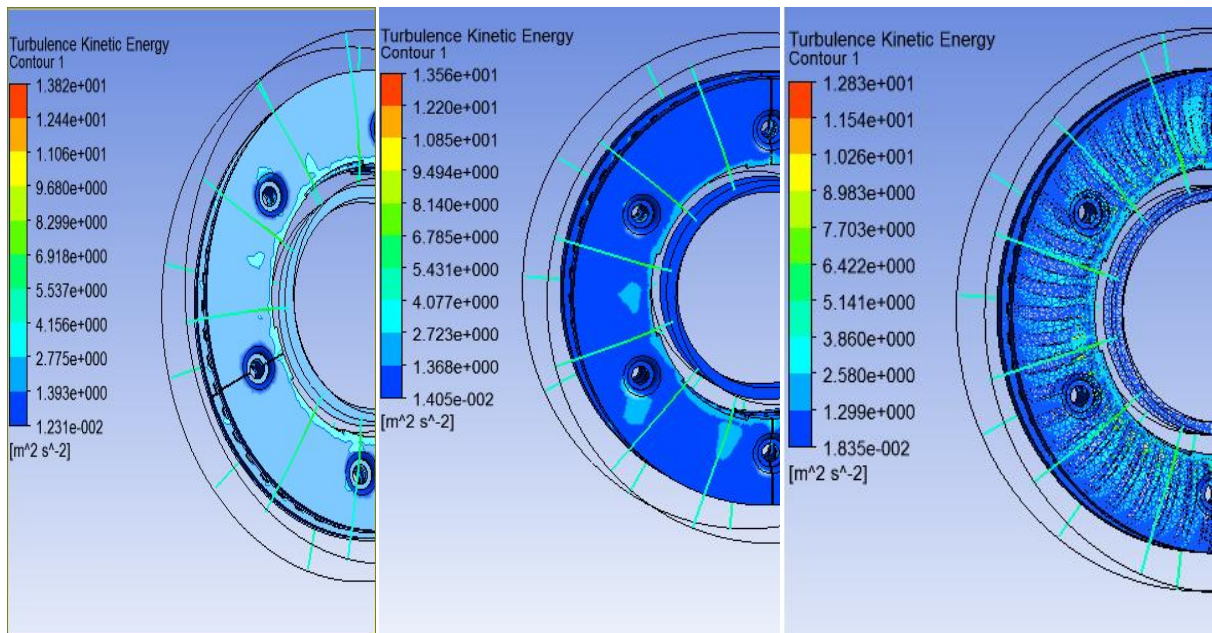 Turbulence Kinetic Energy
Contour 1
1.382e+001
1.244e+001
1.106e+001
9.680e+000
8.299e+000
6.918e+000
5.537e+000
4.156e+000
2.775e+000
1.393e+000
1.231e-002
[m^2 s^-2]
Turbulence Kinetic Energy
Contour 1
1.356e+001
1.220e+001
1.085e+001
9.494e+000
8.140e+000
6.785e+000
5.431e+000
4.077e+000
2.723e+000
1.368e+000
1.405e-002
[m^2 s^-2]
Turbulence Kinetic Energy
Contour 1
1.283e+001
1.154e+001
1.026e+001
8.983e+000
7.703e+000
6.422e+000
5.141e+000
3.860e+000
2.580e+000
1.299e+000
1.835e-002
[m^2 s^-2]